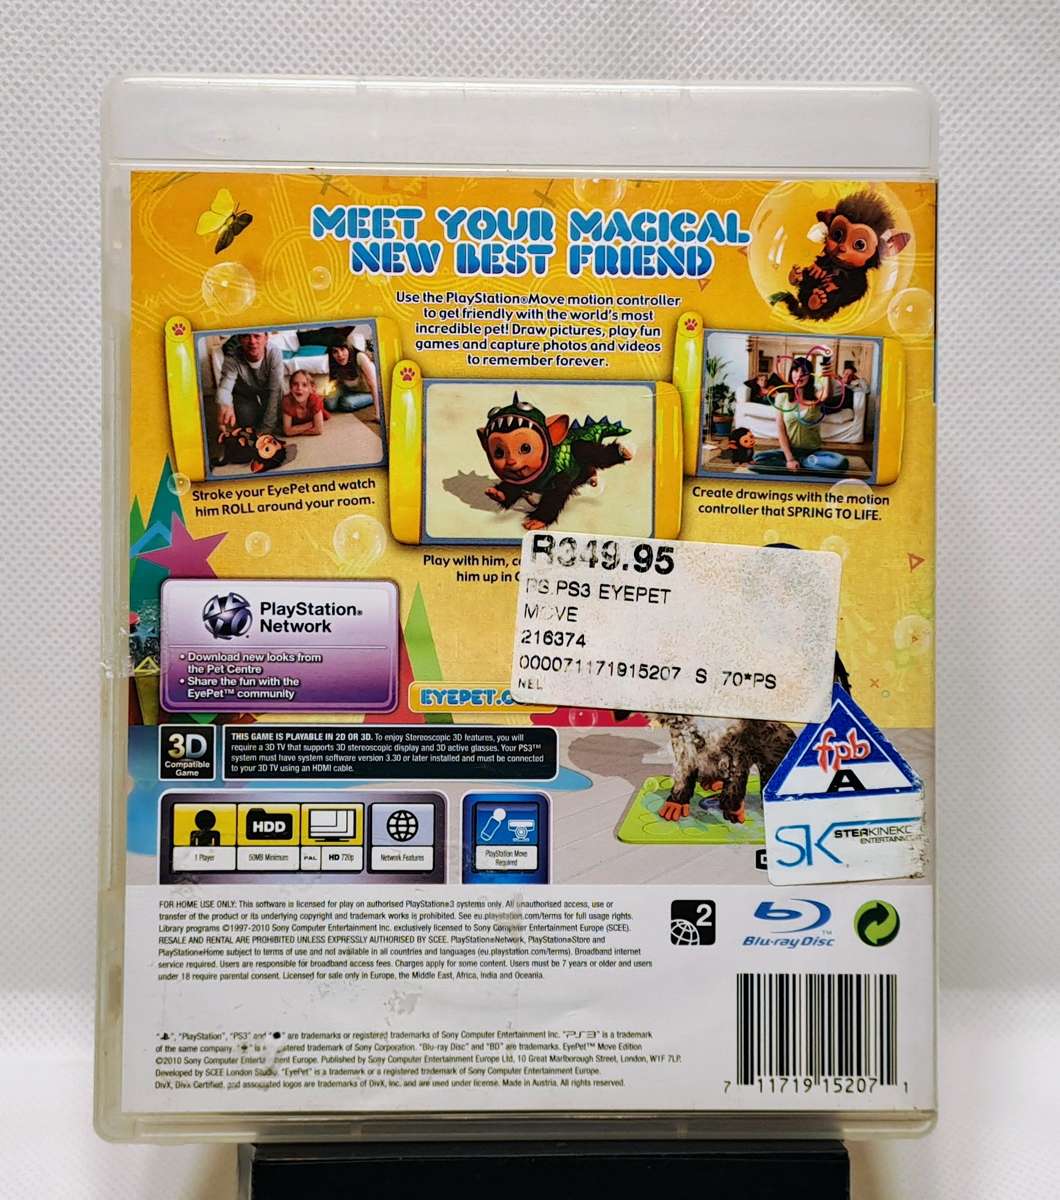 MEET YOUR MAGICAL
NEW BEST FRIEND
Use the PlayStation®Move motion controller
to get friendly with the world's most
incredible pet! Draw pictures, play fun
games and capture photos and videos
to remember forever.
Stroke your EyePet and watch
him ROLL around your room.
Create drawings with the motion
controller that SPRING TO LIFE.
Play with him,
him up in
R349.95
PS.PS3 EYEPET
MOVE
216374
000071171915207 S 70*PS
NEL
PlayStation®
Network
• Download new looks from
the Pet Centre
• Share the fun with the
EyePet™ community
EYEPET.
fpb
A
SK STERKINEKO
ENTERTAINMENT
3D
Compatible
Game
THIS GAME IS PLAYABLE IN 2D OR 3D. To enjoy Stereoscopic 3D features, you will
require a 3D TV that supports 3D stereoscopic display and 3D active glasses. Your PS3™
system must have system software version 3.30 or later installed and must be connected
to your 3D TV using an HDMI cable.
HDD
1 Player
50MB Minimum
PAL HD 720p
Network Features
PlayStation Move
Required
FOR HOME USE ONLY: This software is licensed for play on authorised PlayStation®3 systems only. All unauthorised access, use or
transfer of the product or its underlying copyright and trademark works is prohibited. See eu.playstation.com/terms for full usage rights.
Library programs ©1997-2010 Sony Computer Entertainment Inc. exclusively licensed to Sony Computer Entertainment Europe (SCEE).
RESALE AND RENTAL ARE PROHIBITED UNLESS EXPRESSLY AUTHORISED BY SCEE. PlayStation®Network, PlayStation®Store and
PlayStation®Home subject to terms of use and not available in all countries and languages (eu.playstation.com/terms). Broadband internet
service required. Users are responsible for broadband access fees. Charges apply for some content. Users must be 7 years or older and users
under 18 require parental consent. Licensed for sale only in Europe, the Middle East, Africa, India and Oceania.
2
Blu-ray Disc™
", "PlayStation", "PS3" and " " are trademarks or registered trademarks of Sony Computer Entertainment Inc. "PS3" is a trademark
of the same company. " " is a registered trademark of Sony Corporation. "Blu-ray Disc" and "BD" are trademarks. EyePet™ Move Edition
©2010 Sony Computer Entertainment Europe. Published by Sony Computer Entertainment Europe Ltd, 10 Great Marlborough Street, London, W1F 7LP.
Developed by SCEE London Studio. "EyePet" is a trademark or a registered trademark of Sony Computer Entertainment Europe.
DivX, DivX Certified, and associated logos are trademarks of DivX, Inc. and are used under license. Made in Austria. All rights reserved.
7 11719 15207 1